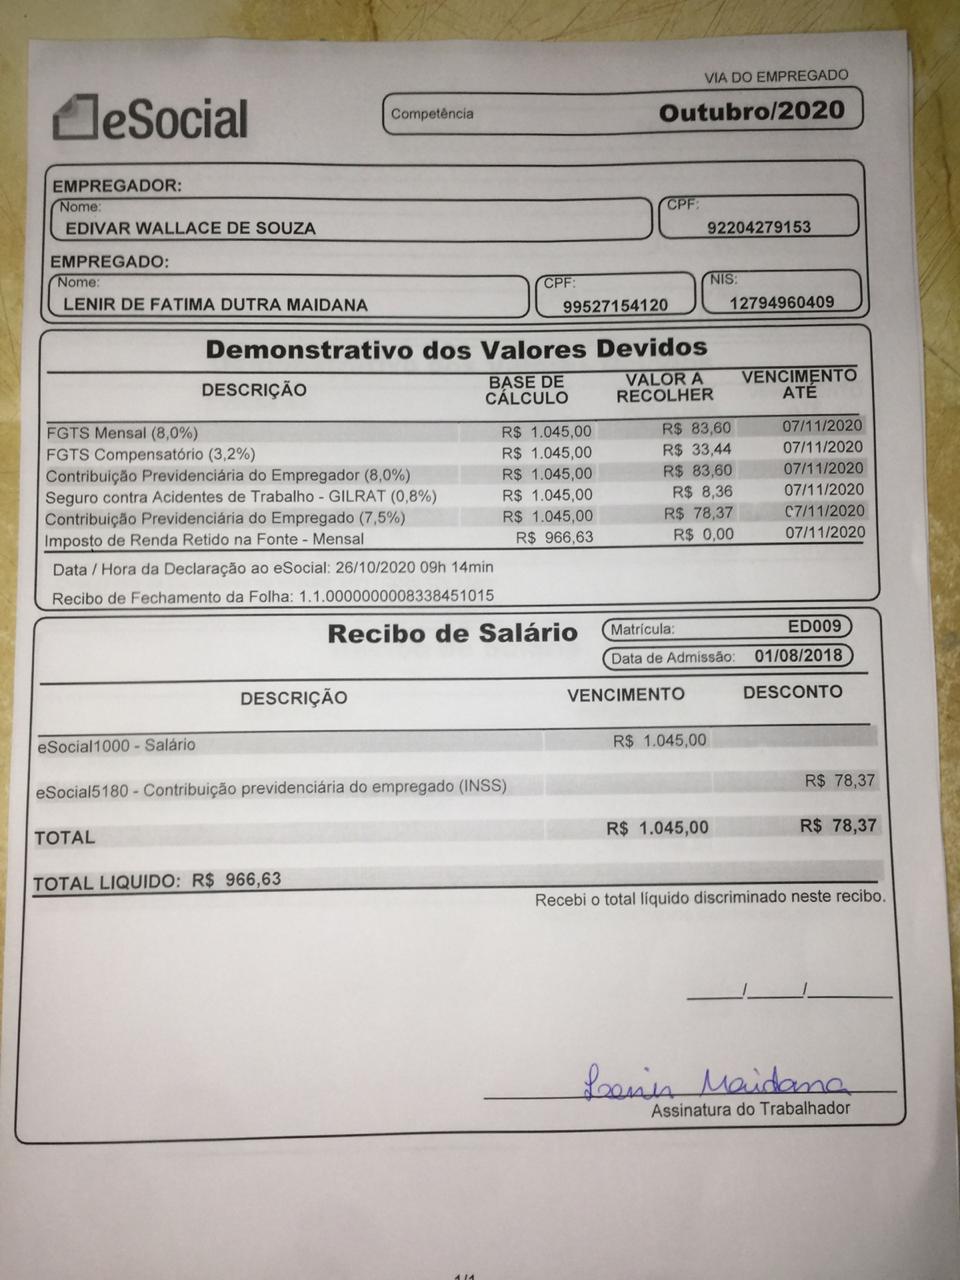 VIA DO EMPREGADO
eSocial
Competência Outubro/2020
EMPREGADOR:
Nome: CPF:
EDIVAR WALLACE DE SOUZA 92204279153
EMPREGADO:
Nome: CPF: NIS:
LENIR DE FATIMA DUTRA MAIDANA 99527154120 12794960409
Demonstrativo dos Valores Devidos
DESCRIÇÃO BASE DE CÁLCULO VALOR A RECOLHER VENCIMENTO ATÉ
FGTS Mensal (8,0%) R$ 1.045,00 R$ 83,60 07/11/2020
FGTS Compensatório (3,2%) R$ 1.045,00 R$ 33,44 07/11/2020
Contribuição Previdenciária do Empregador (8,0%) R$ 1.045,00 R$ 83,60 07/11/2020
Seguro contra Acidentes de Trabalho - GILRAT (0,8%) R$ 1.045,00 R$ 8,36 07/11/2020
Contribuição Previdenciária do Empregado (7,5%) R$ 1.045,00 R$ 78,37 07/11/2020
Imposto de Renda Retido na Fonte - Mensal R$ 966,63 R$ 0,00 07/11/2020
Data / Hora da Declaração ao eSocial: 26/10/2020 09h 14min
Recibo de Fechamento da Folha: 1.1.0000000008338451015
Recibo de Salário
Matrícula: ED009
Data de Admissão: 01/08/2018
DESCRIÇÃO VENCIMENTO DESCONTO
eSocial1000 - Salário R$ 1.045,00
eSocial5180 - Contribuição previdenciária do empregado (INSS) R$ 78,37
TOTAL R$ 1.045,00 R$ 78,37
TOTAL LIQUIDO: R$ 966,63
Recebi o total líquido discriminado neste recibo.
____/____/______
Lenir Maidana
Assinatura do Trabalhador
1/1